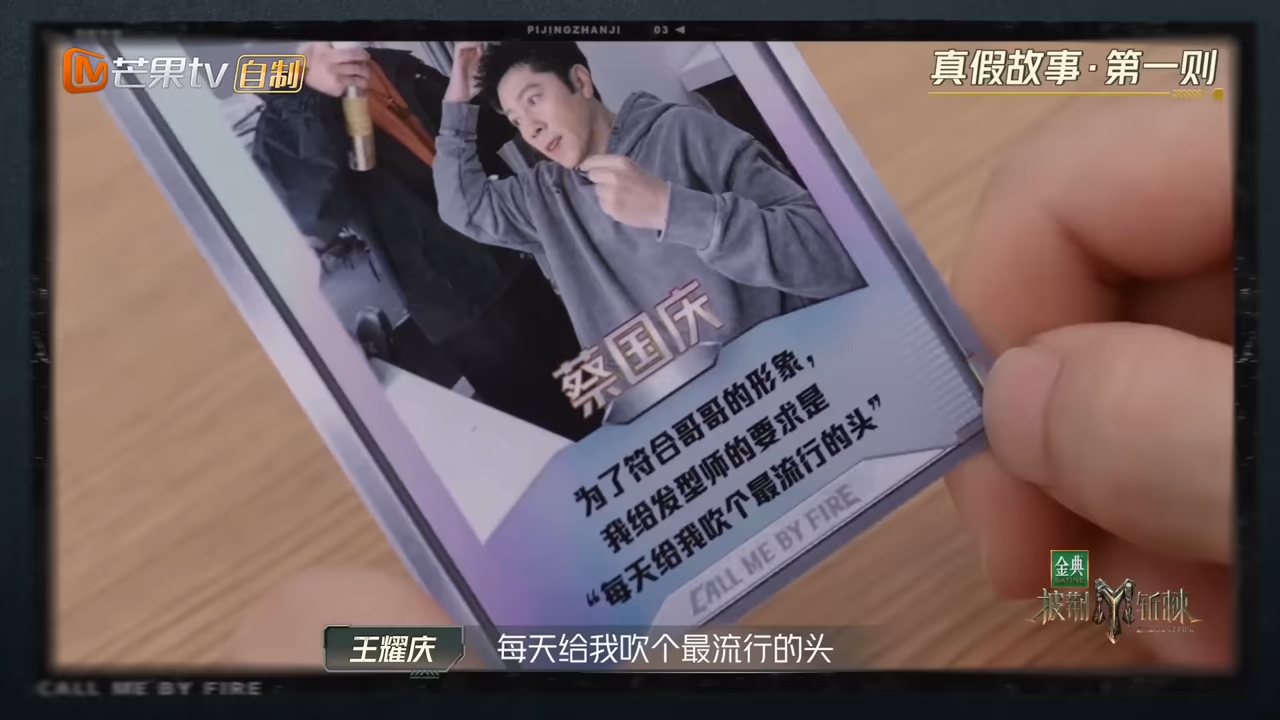 PIJINGZHANJI 03
芒果tv 自制
真假故事·第一则
蔡国庆
为了符合哥哥的形象，
我给发型师的要求是
“每天给我吹个最流行的头”
CALL ME BY FIRE
金典
SATINE
披荆斩棘
王耀庆 每天给我吹个最流行的头
CALL ME BY FIRE